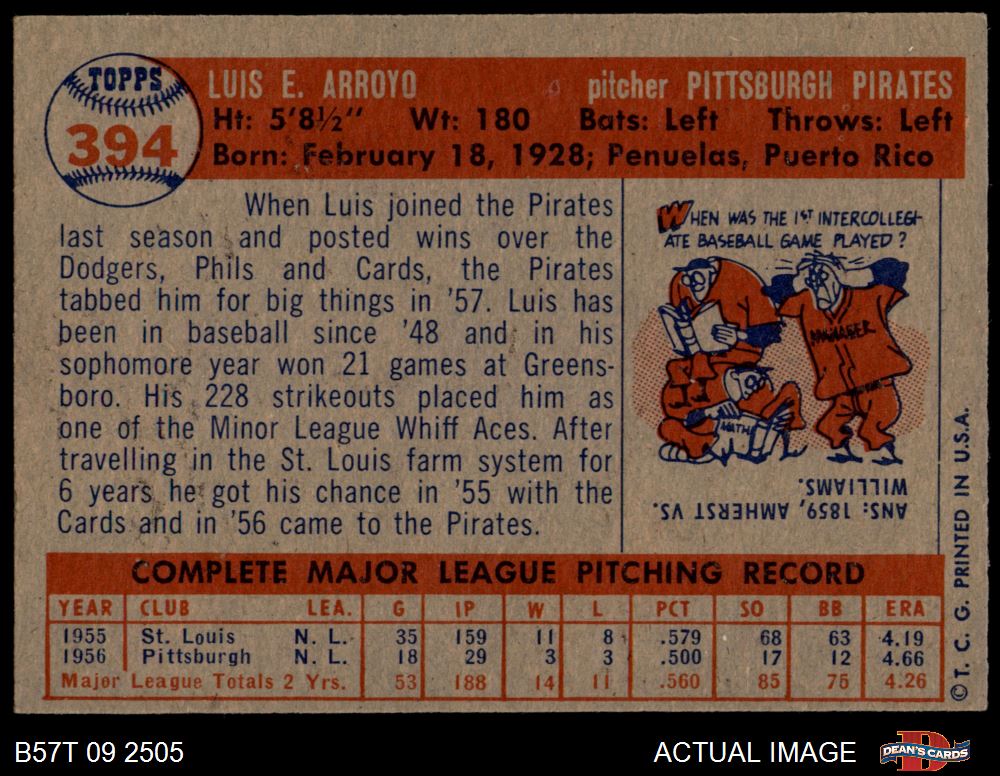 TOPPS
394
LUIS E. ARROYO pitcher PITTSBURGH PIRATES
Ht: 5'8½" Wt: 180 Bats: Left Throws: Left
Born: February 18, 1928; Penuelas, Puerto Rico
When Luis joined the Pirates
last season and posted wins over the
Dodgers, Phils and Cards, the Pirates
tabbed him for big things in '57. Luis has
been in baseball since '48 and in his
sophomore year won 21 games at Greens-
boro. His 228 strikeouts placed him as
one of the Minor League Whiff Aces. After
travelling in the St. Louis farm system for
6 years he got his chance in '55 with the
Cards and in '56 came to the Pirates.
WHEN WAS THE 1ST INTERCOLLEGI-
ATE BASEBALL GAME PLAYED?
MANAGER
MATH
ANS: 1859, AMHERST VS.
WILLIAMS.
COMPLETE MAJOR LEAGUE PITCHING RECORD
YEAR CLUB LEA. G IP W L PCT SO BB ERA
1955 St. Louis N. L. 35 159 11 8 .579 68 63 4.19
1956 Pittsburgh N. L. 18 29 3 3 .500 17 12 4.66
Major League Totals 2 Yrs. 53 188 14 11 .560 85 75 4.26
© T. C. G. PRINTED IN U.S.A.
B57T 09 2505 ACTUAL IMAGE DEAN'S CARDS